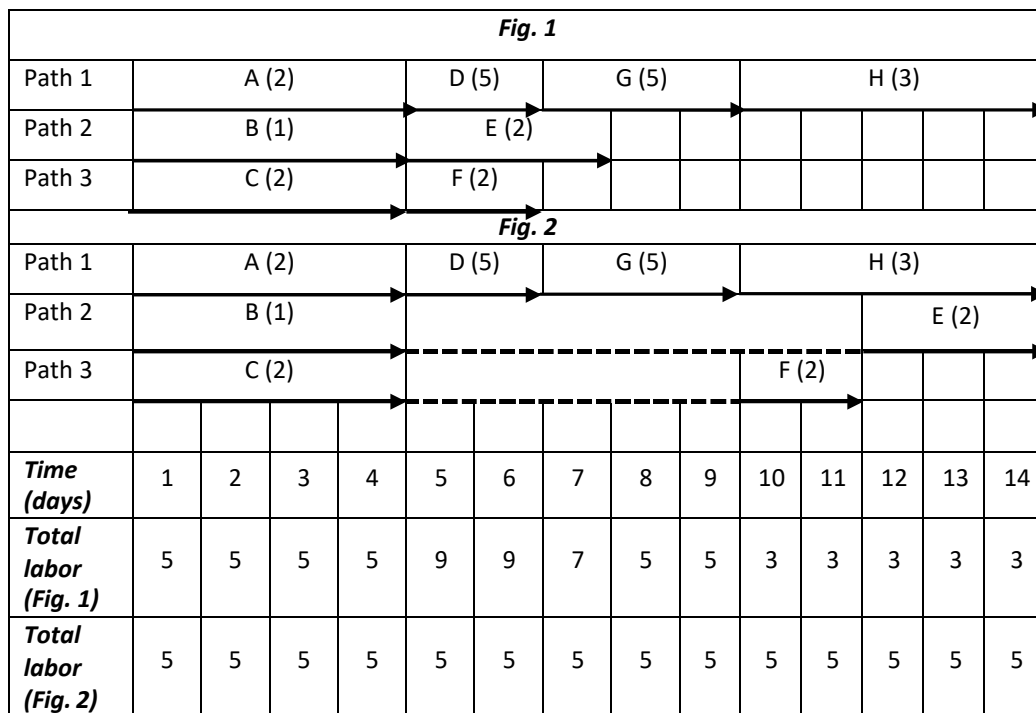 Fig. 1
Path 1 A (2) D (5) G (5) H (3)
Path 2 B (1) E (2)
Path 3 C (2) F (2)
Fig. 2
Path 1 A (2) D (5) G (5) H (3)
Path 2 B (1) E (2)
Path 3 C (2) F (2)
Time
(days) 1 2 3 4 5 6 7 8 9 10 11 12 13 14
Total
labor
(Fig. 1) 5 5 5 5 9 9 7 5 5 3 3 3 3 3
Total
labor
(Fig. 2) 5 5 5 5 5 5 5 5 5 5 5 5 5 5